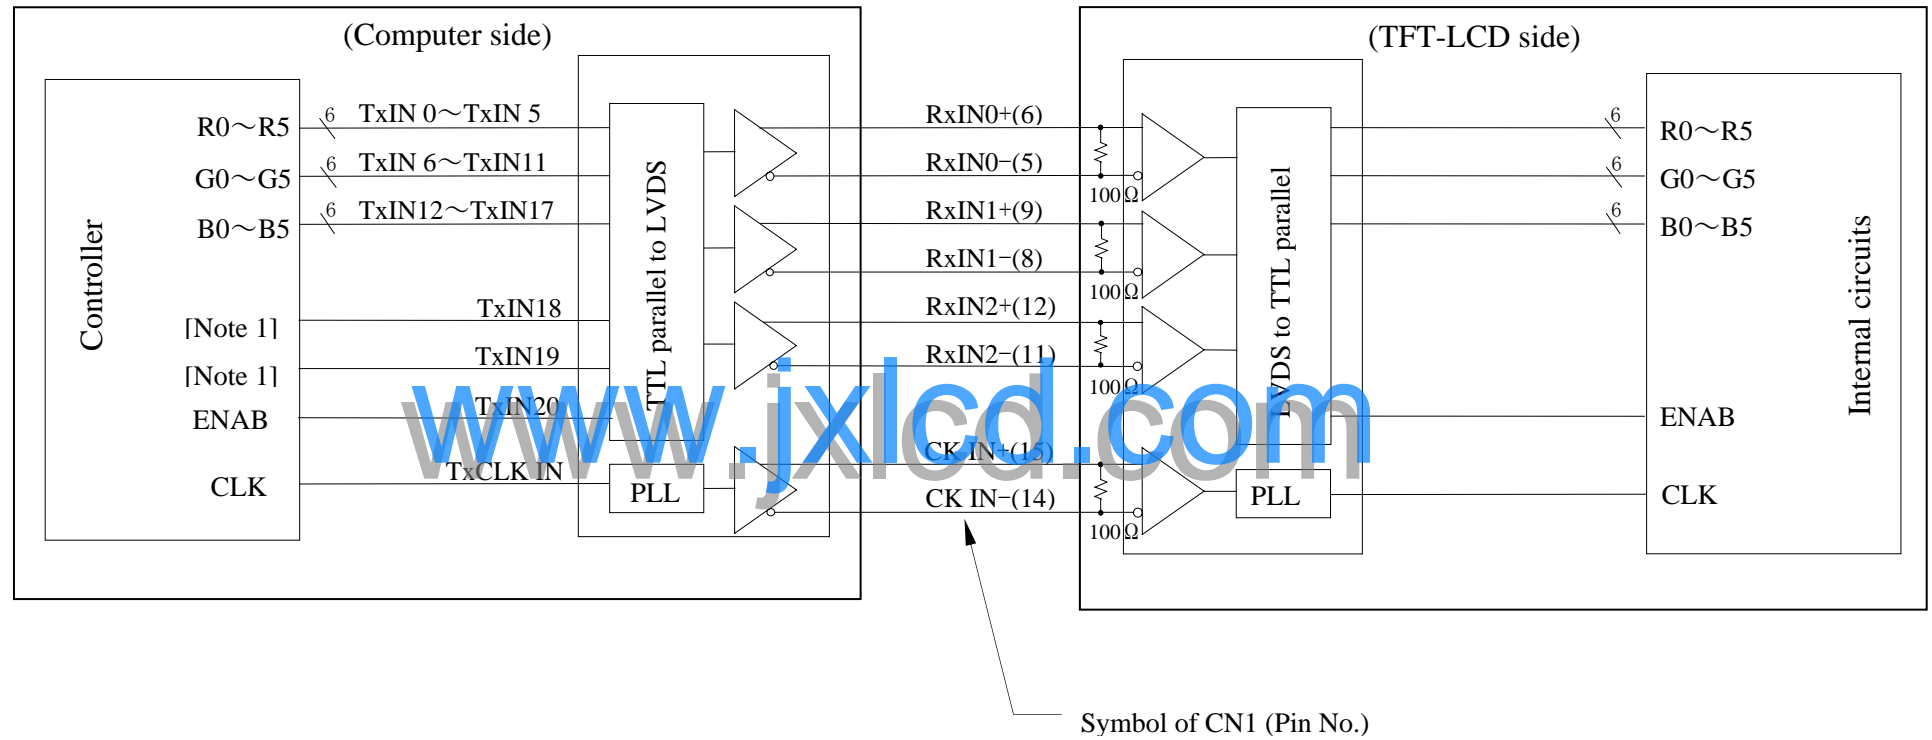 (Computer side)
(TFT-LCD side)
Controller
R0～R5
G0～G5
B0～B5
[Note 1]
[Note 1]
ENAB
CLK
6
TxIN 0～TxIN 5
6
TxIN 6～TxIN11
6
TxIN12～TxIN17
TxIN18
TxIN19
TxIN20
TxCLK IN
TTL parallel to LVDS
PLL
RxIN0+(6)
RxIN0−(5)
100Ω
RxIN1+(9)
RxIN1−(8)
100Ω
RxIN2+(12)
RxIN2−(11)
100Ω
CK IN+(15)
CK IN−(14)
100Ω
LVDS to TTL parallel
PLL
6
6
6
R0～R5
G0～G5
B0～B5
ENAB
CLK
Internal circuits
www.jxlcd.com
Symbol of CN1 (Pin No.)